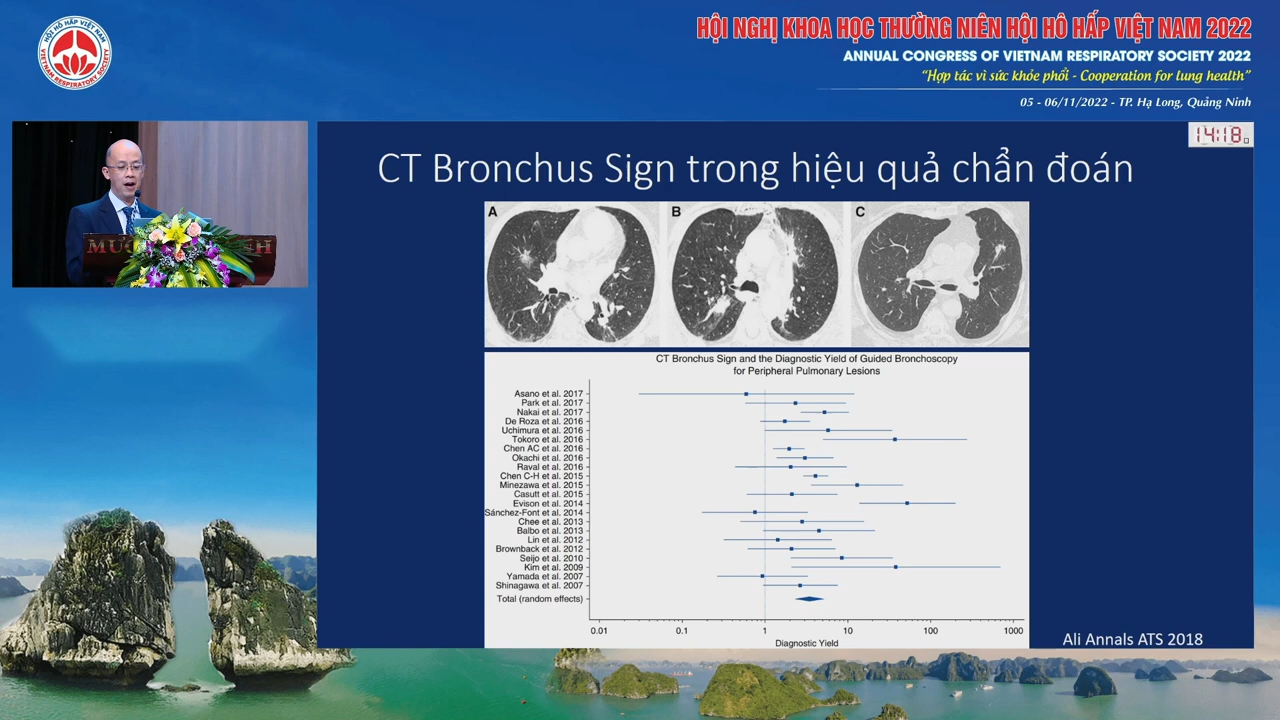 HỘI HÔ HẤP VIỆT NAM
VIETNAM RESPIRATORY SOCIETY
HỘI NGHỊ KHOA HỌC THƯỜNG NIÊN HỘI HÔ HẤP VIỆT NAM 2022
ANNUAL CONGRESS OF VIETNAM RESPIRATORY SOCIETY 2022
“Hợp tác vì sức khỏe phổi - Cooperation for lung health”
05 - 06/11/2022 - TP. Hạ Long, Quảng Ninh
14:18
CT Bronchus Sign trong hiệu quả chẩn đoán
A B C
CT Bronchus Sign and the Diagnostic Yield of Guided Bronchoscopy
for Peripheral Pulmonary Lesions
Asano et al. 2017
Park et al. 2017
Nakai et al. 2017
De Roza et al. 2016
Uchimura et al. 2016
Tokoro et al. 2016
Chen AC et al. 2016
Okachi et al. 2016
Raval et al. 2016
Chen C-H et al. 2015
Minezawa et al. 2015
Casutt et al. 2015
Evison et al. 2014
Sánchez-Font et al. 2014
Chee et al. 2013
Balbo et al. 2013
Lin et al. 2012
Brownback et al. 2012
Seijo et al. 2010
Kim et al. 2009
Yamada et al. 2007
Shinagawa et al. 2007
Total (random effects)
0.01 0.1 1 10 100 1000
Diagnostic Yield
Ali Annals ATS 2018